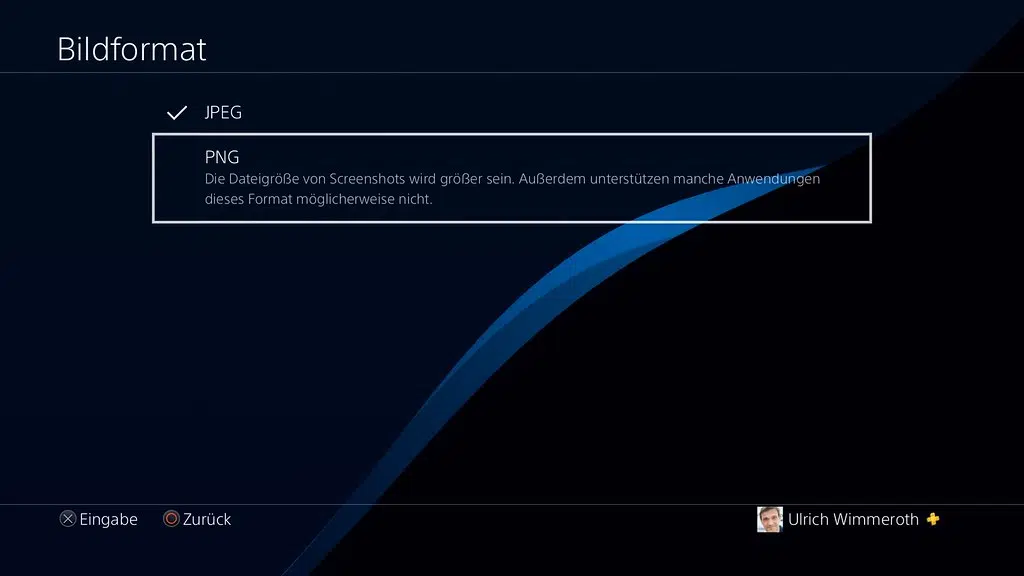 Bildformat
JPEG
PNG
Die Dateigröße von Screenshots wird größer sein. Außerdem unterstützen manche Anwendungen
dieses Format möglicherweise nicht.
Eingabe Zurück Ulrich Wimmeroth